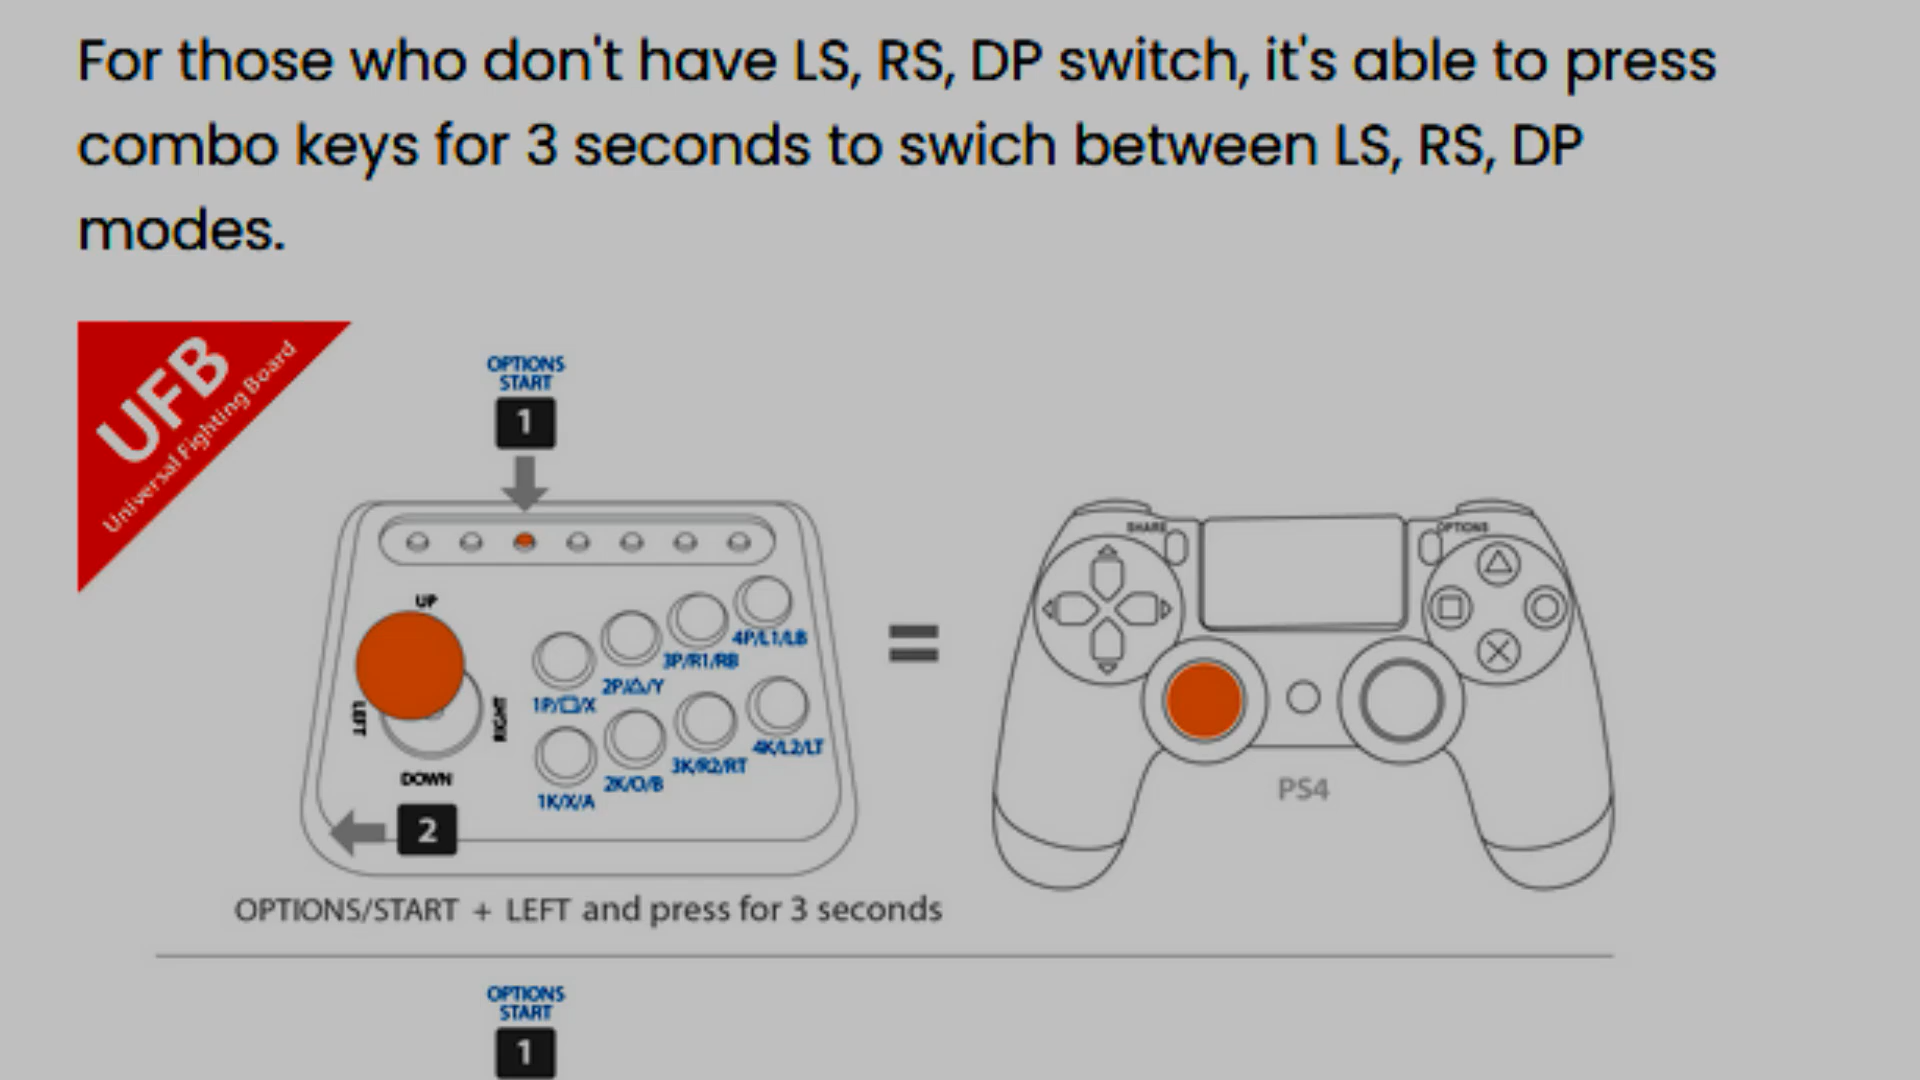 For those who don't have LS, RS, DP switch, it's able to press
combo keys for 3 seconds to swich between LS, RS, DP
modes.
UFB
Universal Fighting Board
OPTIONS
START
1
SHARE
OPTIONS
UP
4P/L1/LB
3P/R1/RB
2P/△/Y
1P/□/X
LEFT
RIGHT
4K/L2/LT
3K/R2/RT
2K/O/B
1K/X/A
DOWN
PS4
2
OPTIONS/START + LEFT and press for 3 seconds
OPTIONS
START
1